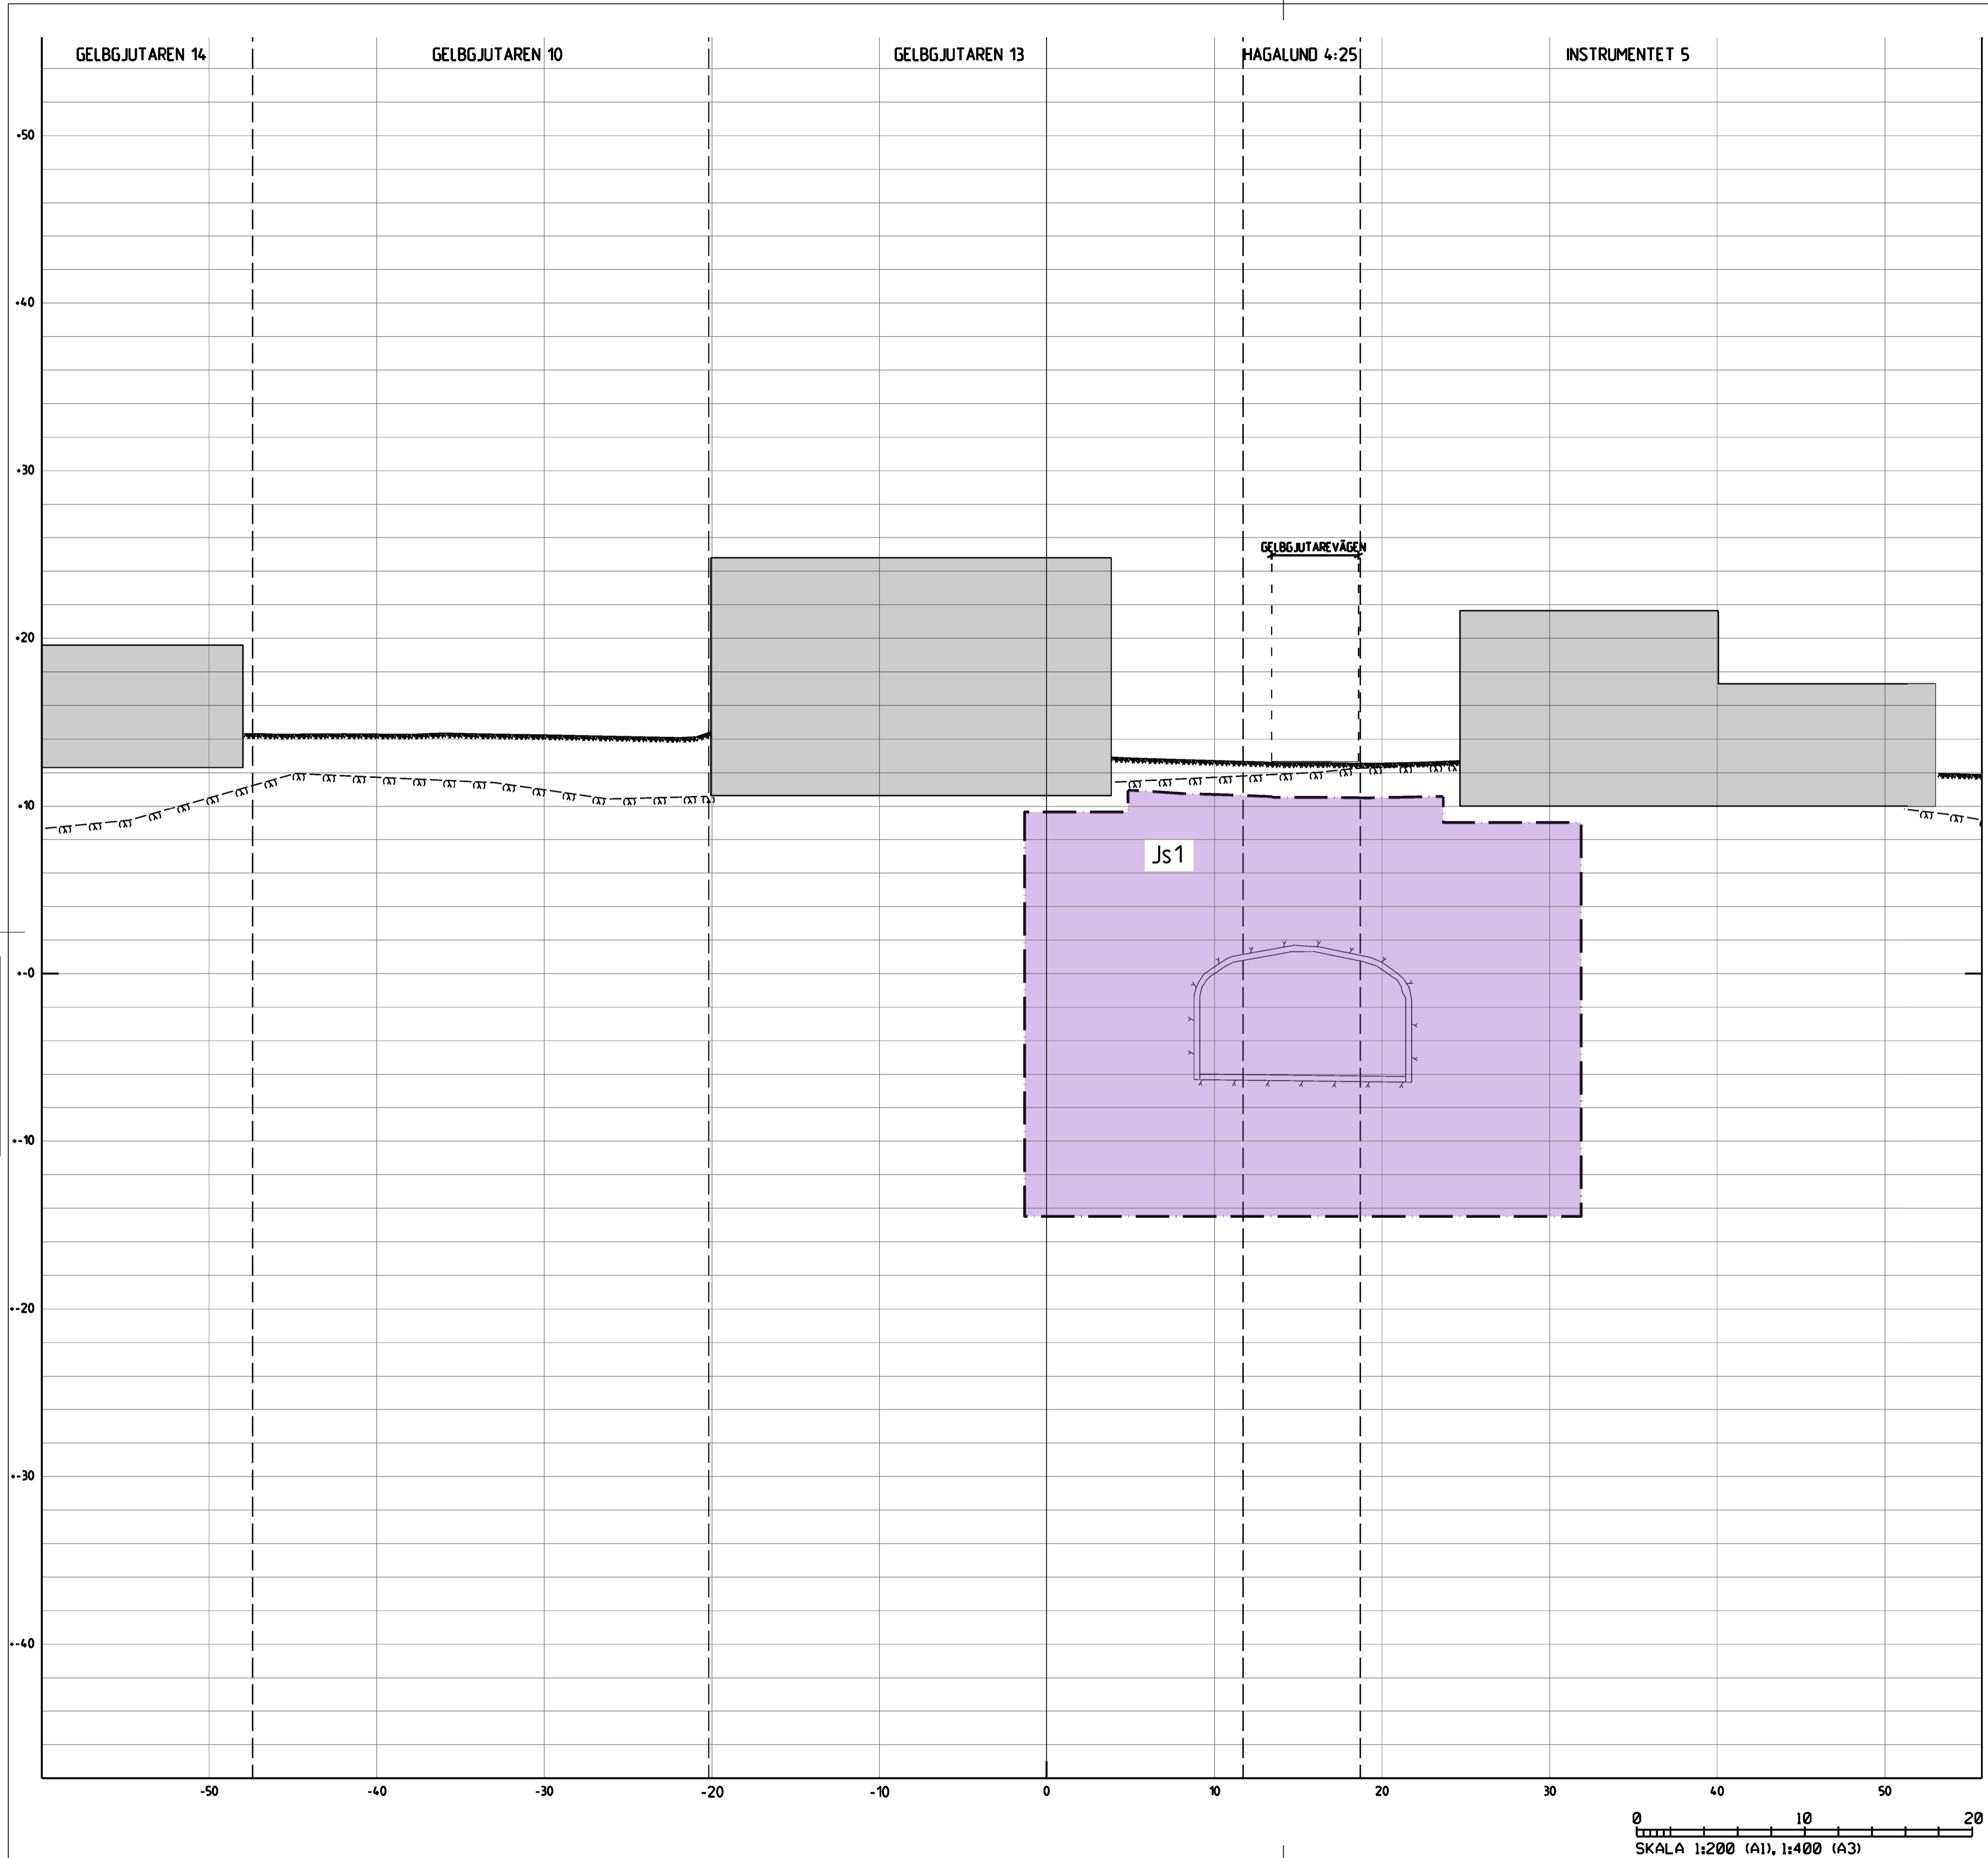 GELBGJUTAREN 14
GELBGJUTAREN 10
GELBGJUTAREN 13
HAGALUND 4:25
INSTRUMENTET 5
+50
+40
+30
GELBGJUTAREVÄGEN
+20
+10
Js1
+-0
+-10
+-20
+-30
+-40
-50
-40
-30
-20
-10
0
10
20
30
40
50
0 10 20
SKALA 1:200 (A1), 1:400 (A3)